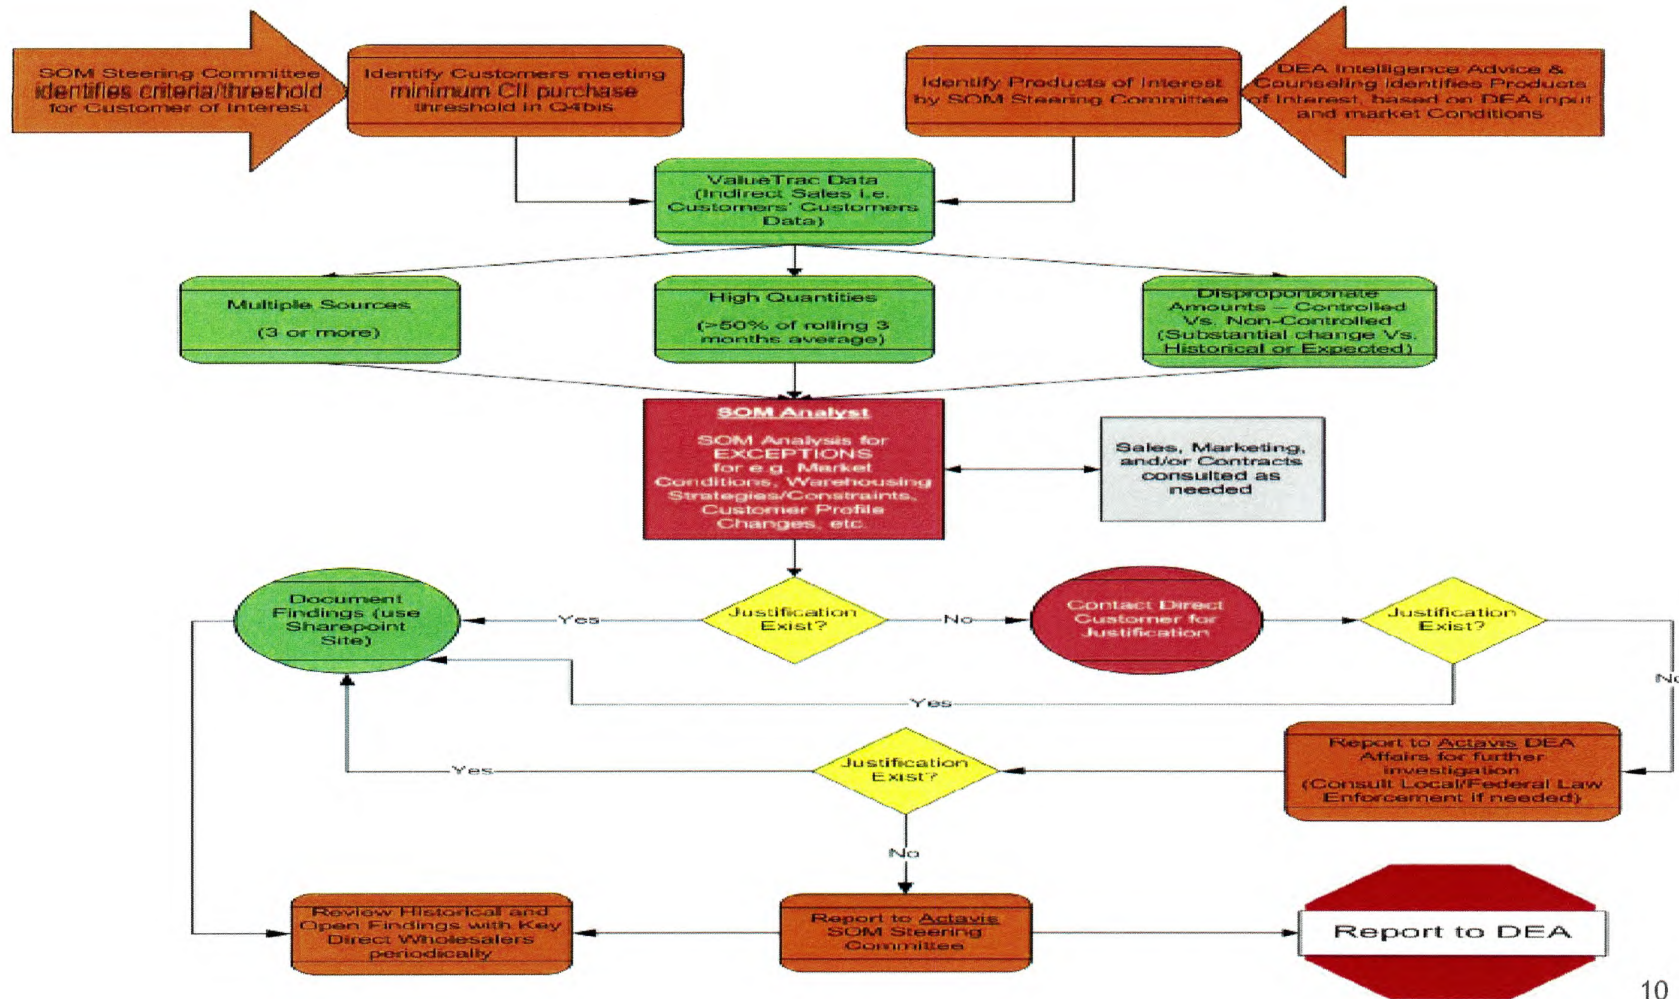 SOM Steering Committee
identifies criteria/threshold
for Customer of Interest
Identify Customers meeting
minimum CII purchase
threshold in Q4bis
Identify Products of Interest
by SOM Steering Committee
DEA Intelligence Advice &
Counseling identifies Products
of Interest, based on DEA input
and market Conditions
ValueTrac Data
(Indirect Sales i.e.
Customers' Customers
Data)
Multiple Sources
(3 or more)
High Quantities
(>50% of rolling 3
months average)
Disproportionate
Amounts – Controlled
Vs. Non-Controlled
(Substantial change Vs.
Historical or Expected)
SOM Analyst
SOM Analysis for
EXCEPTIONS
for e.g. Market
Conditions, Warehousing
Strategies/Constraints,
Customer Profile
Changes, etc.
Sales, Marketing,
and/or Contracts
consulted as
needed
Document
Findings (use
Sharepoint
Site)
Yes
Justification
Exist?
No
Contact Direct
Customer for
Justification
Justification
Exist?
No
Yes
Report to Actavis DEA
Affairs for further
investigation
(Consult Local/Federal Law
Enforcement if needed)
Justification
Exist?
Yes
No
Review Historical and
Open Findings with Key
Direct Wholesalers
periodically
Report to Actavis
SOM Steering
Committee
Report to DEA
10